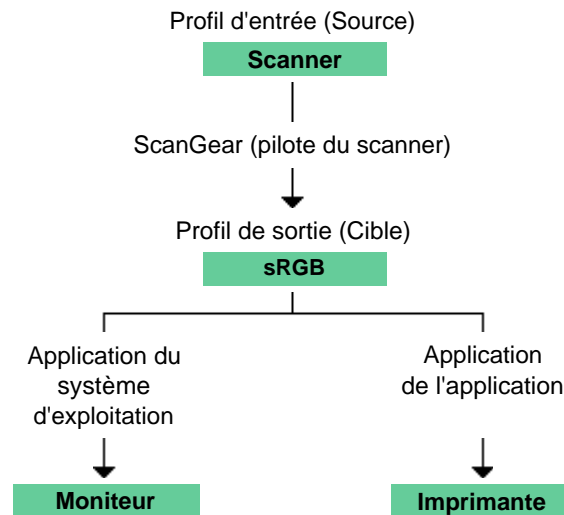 Profil d'entrée (Source)
Scanner
ScanGear (pilote du scanner)
Profil de sortie (Cible)
sRGB
Application du
système
d'exploitation
Application
de l'application
Moniteur
Imprimante